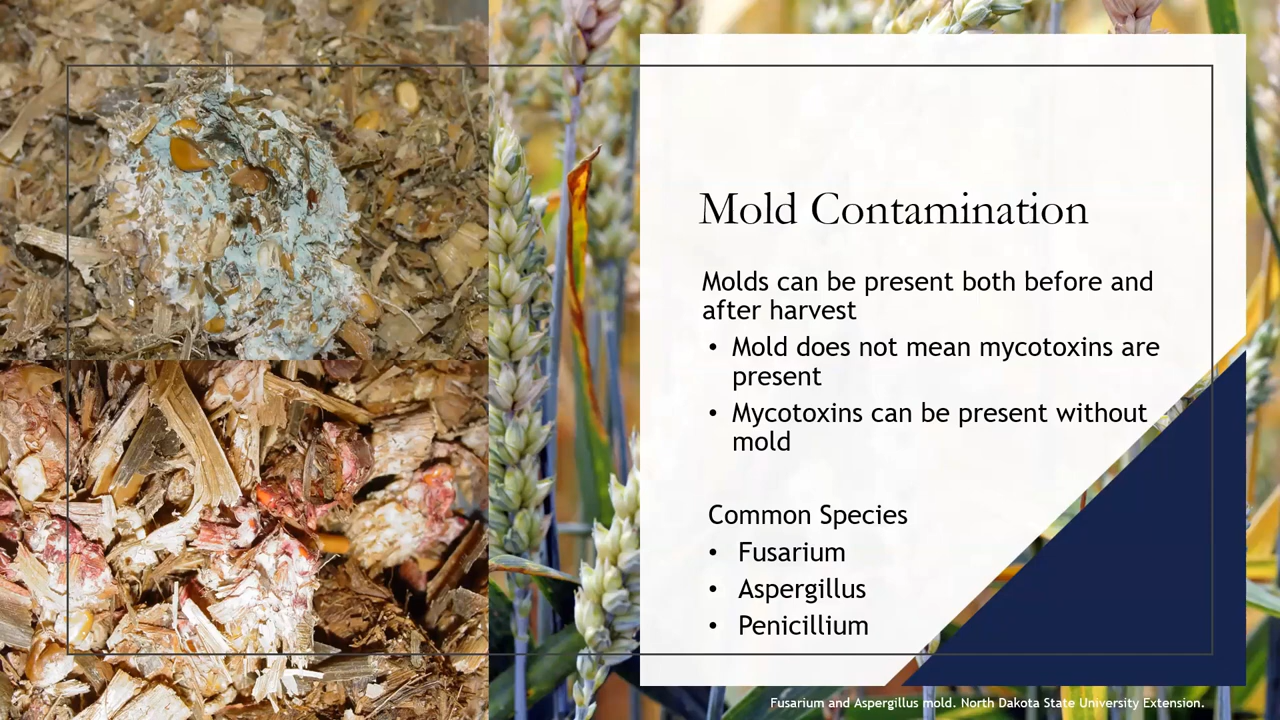 Mold Contamination
Molds can be present both before and
after harvest
• Mold does not mean mycotoxins are
present
• Mycotoxins can be present without
mold
Common Species
• Fusarium
• Aspergillus
• Penicillium
Fusarium and Aspergillus mold. North Dakota State University Extension.